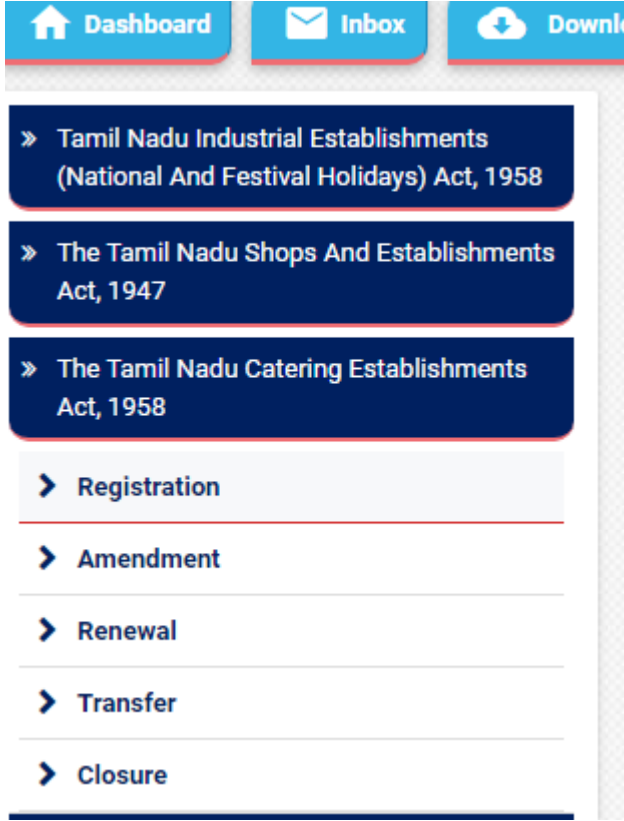 Dashboard Inbox
» Tamil Nadu Industrial Establishments
(National And Festival Holidays) Act, 1958
» The Tamil Nadu Shops And Establishments
Act, 1947
» The Tamil Nadu Catering Establishments
Act, 1958
Registration
Amendment
Renewal
Transfer
Closure